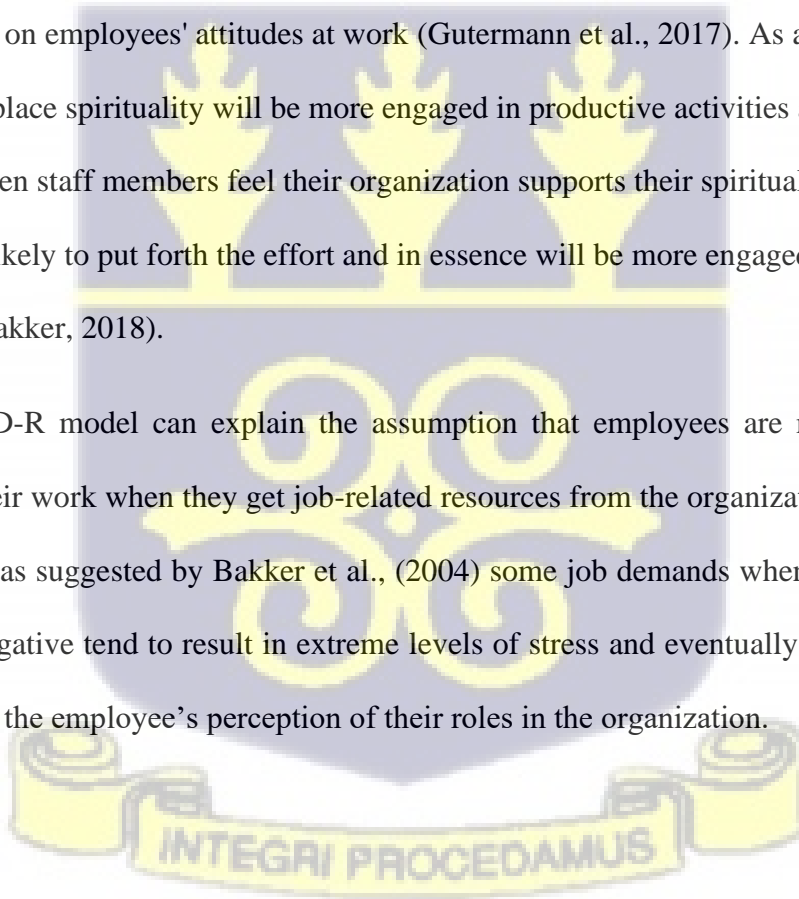 on employees' attitudes at work (Gutermann et al., 2017). As a
place spirituality will be more engaged in productive activities
en staff members feel their organization supports their spiritual
kely to put forth the effort and in essence will be more engaged
akker, 2018).
D-R model can explain the assumption that employees are
eir work when they get job-related resources from the organizat
as suggested by Bakker et al., (2004) some job demands when
gative tend to result in extreme levels of stress and eventually
the employee’s perception of their roles in the organization.
INTEGRI PROCEDAMUS